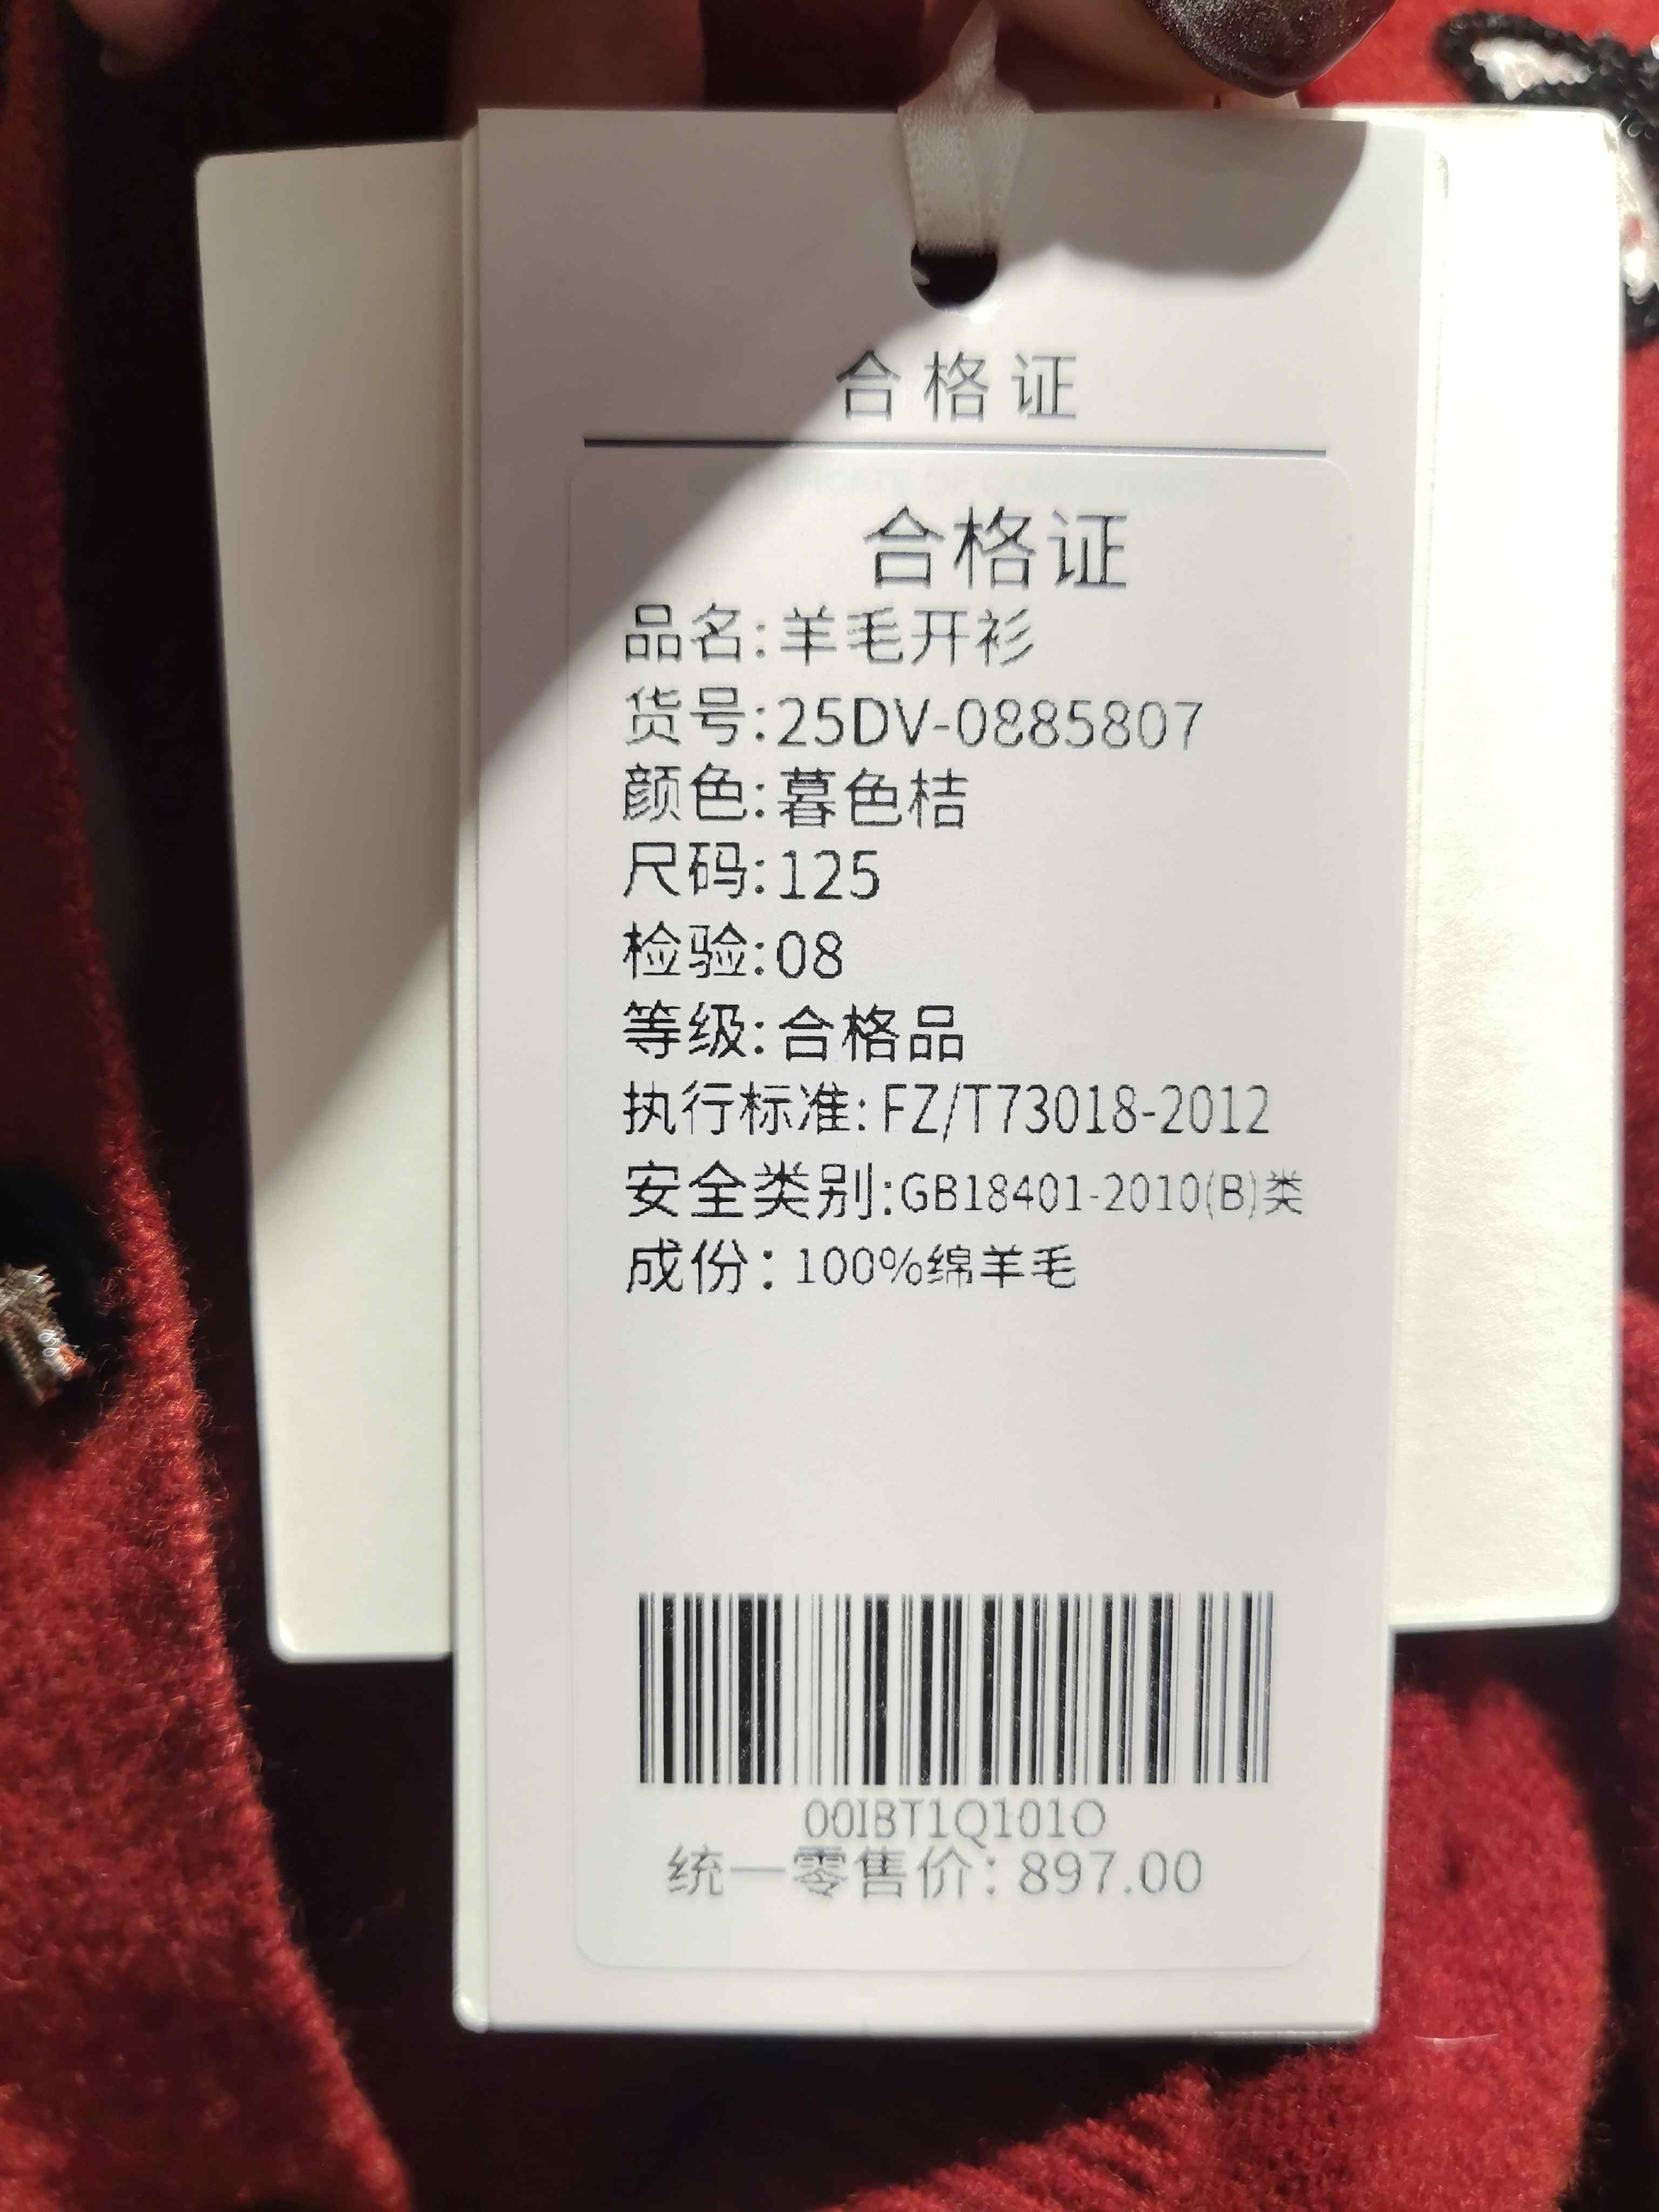 合格证
合格证
品名:羊毛开衫
货号:25DV-0885807
颜色:暮色桔
尺码:125
检验:08
等级:合格品
执行标准: FZ/T73018-2012
安全类别:GB18401-2010(B)类
成份: 100%绵羊毛
00IBT1Q101O
统一零售价: 897.00